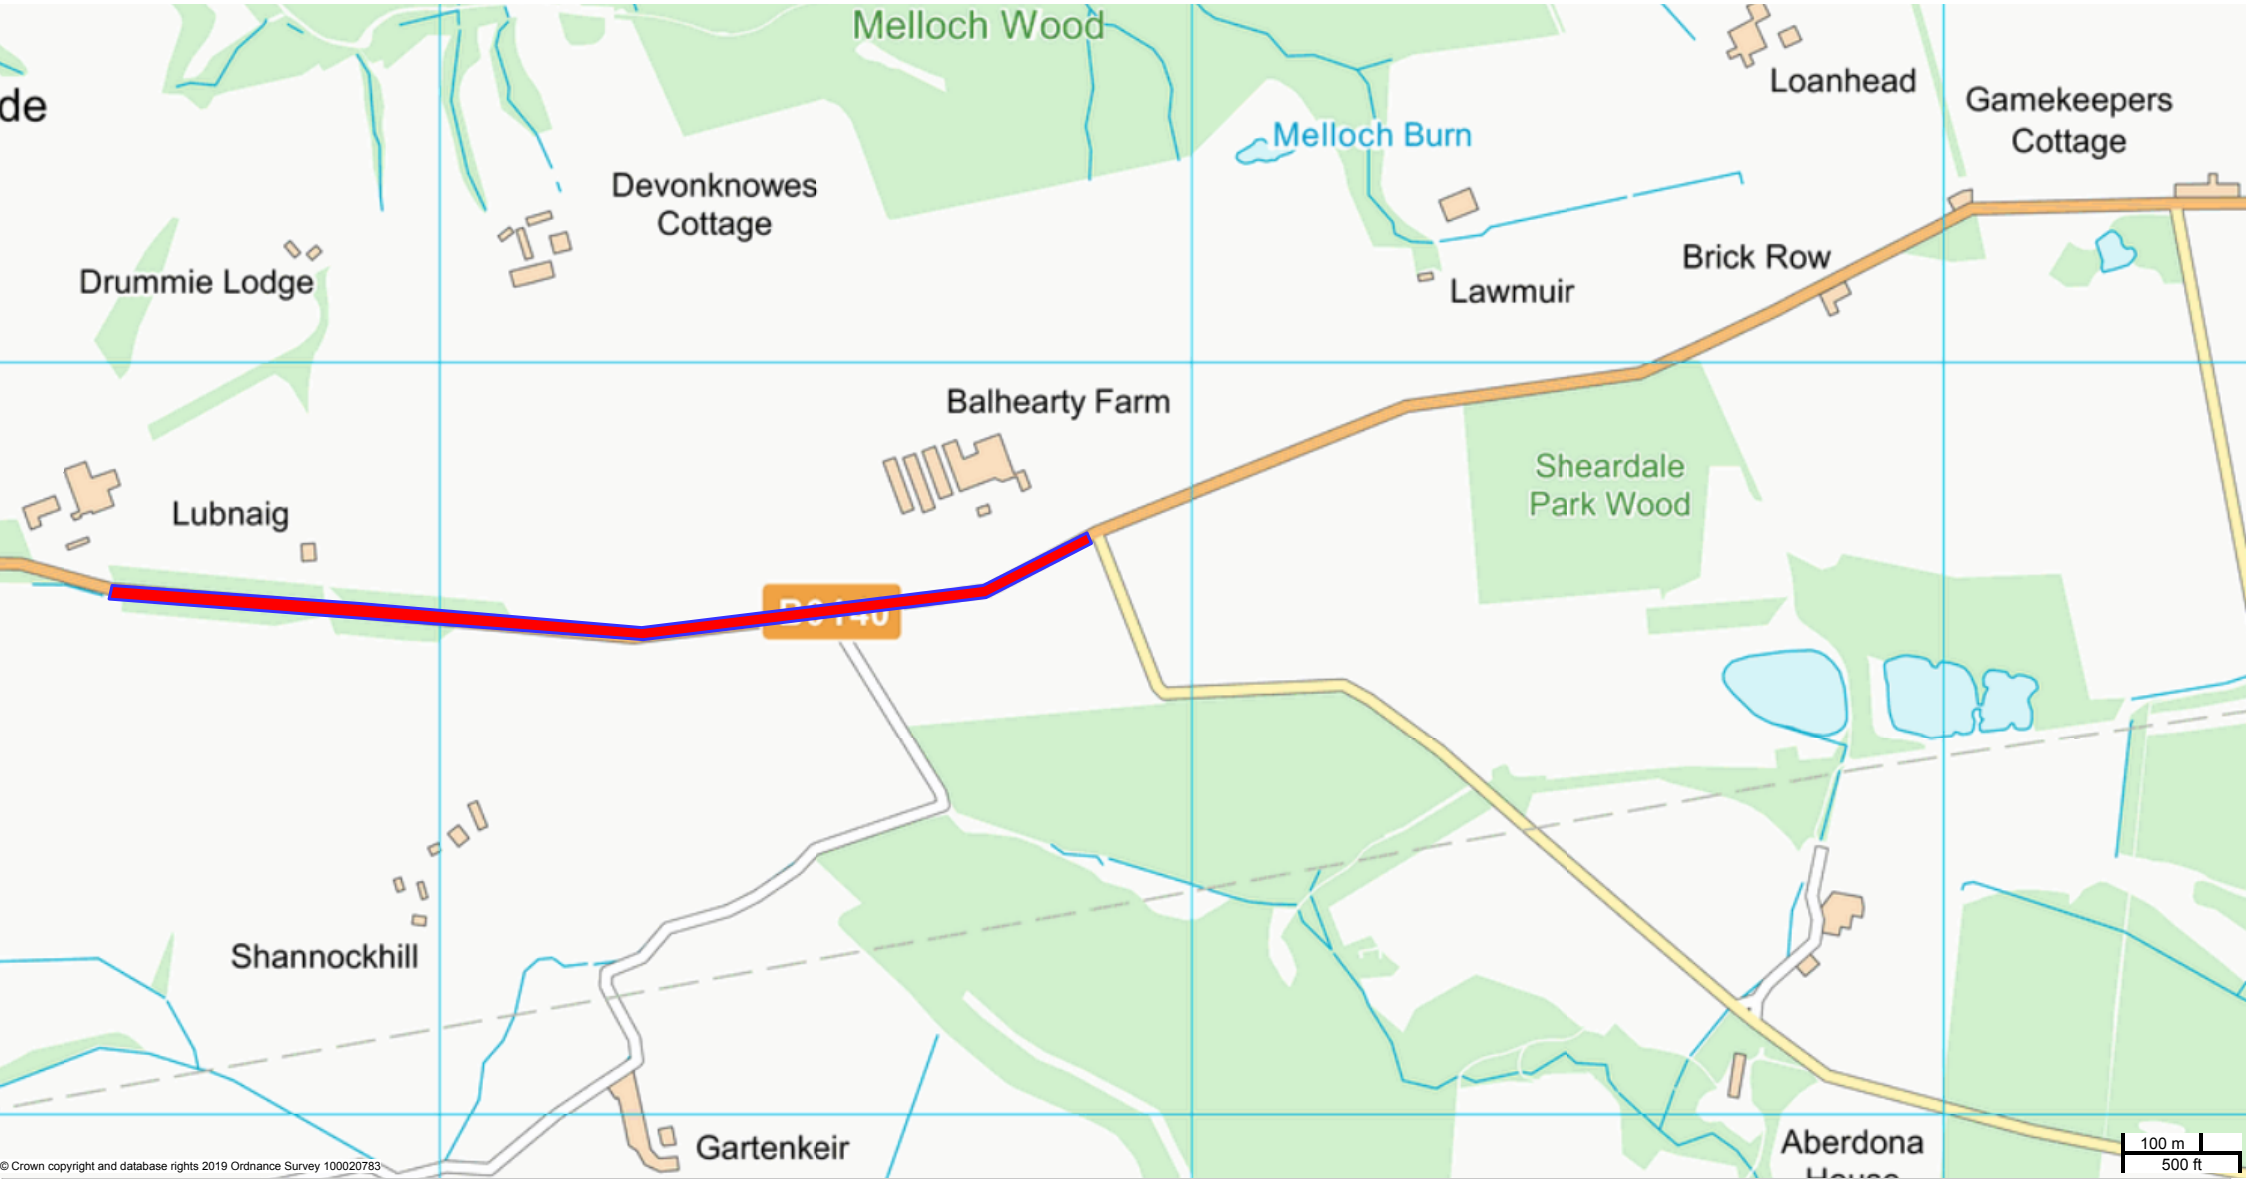 Melloch Wood
Loanhead
de
Gamekeepers
Cottage
Melloch Burn
Devonknowes
Cottage
Brick Row
Drummie Lodge
Lawmuir
Balhearty Farm
Sheardale
Park Wood
Lubnaig
Shannockhill
Gartenkeir
Aberdona
House
100 m
500 ft
© Crown copyright and database rights 2019 Ordnance Survey 100020783